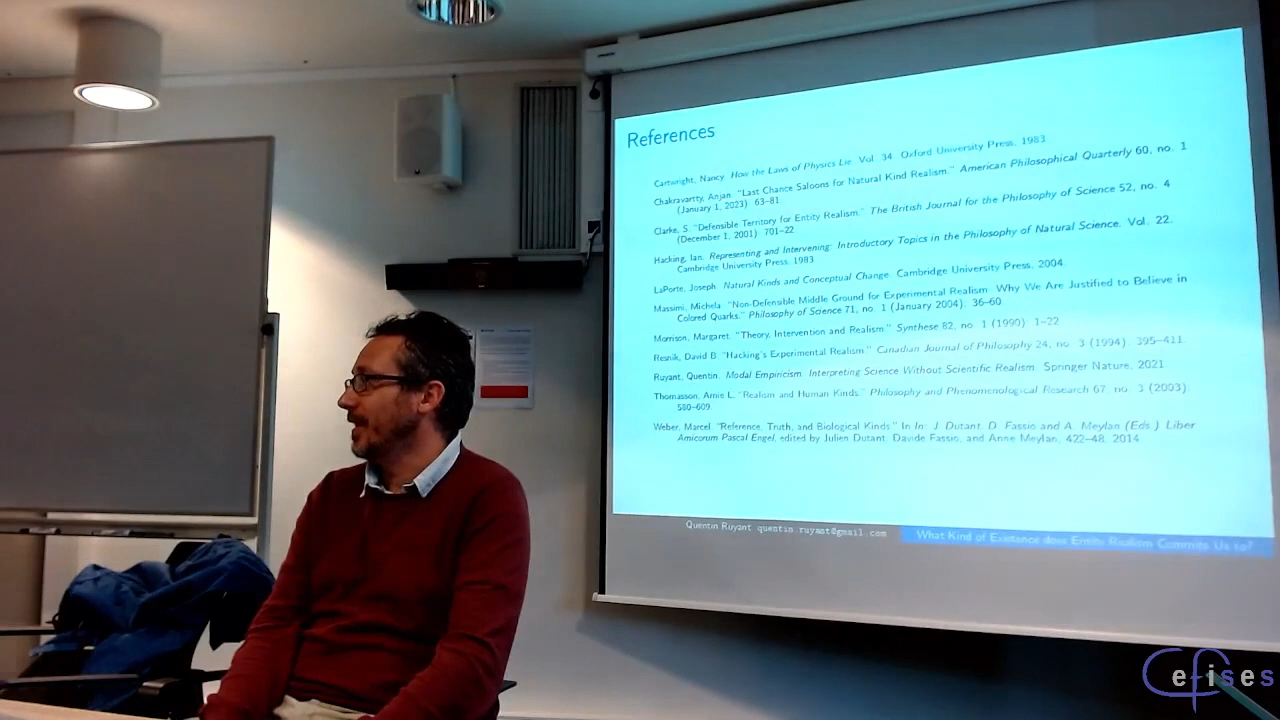 References
Cartwright, Nancy. How the Laws of Physics Lie. Vol. 34. Oxford University Press, 1983.
Chakravartty, Anjan. "Last Chance Saloons for Natural Kind Realism." American Philosophical Quarterly 60, no. 1
(January 1, 2023): 63–81.
Clarke, S. "Defensible Territory for Entity Realism." The British Journal for the Philosophy of Science 52, no. 4
(December 1, 2001): 701–22.
Hacking, Ian. Representing and Intervening: Introductory Topics in the Philosophy of Natural Science. Vol. 22.
Cambridge University Press, 1983.
LaPorte, Joseph. Natural Kinds and Conceptual Change. Cambridge University Press, 2004.
Massimi, Michela. "Non-Defensible Middle Ground for Experimental Realism: Why We Are Justified to Believe in
Colored Quarks." Philosophy of Science 71, no. 1 (January 2004): 36–60.
Morrison, Margaret. "Theory, Intervention and Realism." Synthese 82, no. 1 (1990): 1–22.
Resnik, David B. "Hacking's Experimental Realism." Canadian Journal of Philosophy 24, no. 3 (1994): 395–411.
Ruyant, Quentin. Modal Empiricism: Interpreting Science Without Scientific Realism. Springer Nature, 2021.
Thomasson, Amie L. "Realism and Human Kinds." Philosophy and Phenomenological Research 67, no. 3 (2003):
580–609.
Weber, Marcel. "Reference, Truth, and Biological Kinds." In In: J. Dutant, D. Fassio and A. Meylan (Eds.) Liber
Amicorum Pascal Engel, edited by Julien Dutant, Davide Fassio, and Anne Meylan, 422–48, 2014.
Quentin Ruyant quentin.ruyant@gmail.com
What Kind of Existence does Entity Realism Commits Us to?
Cefises